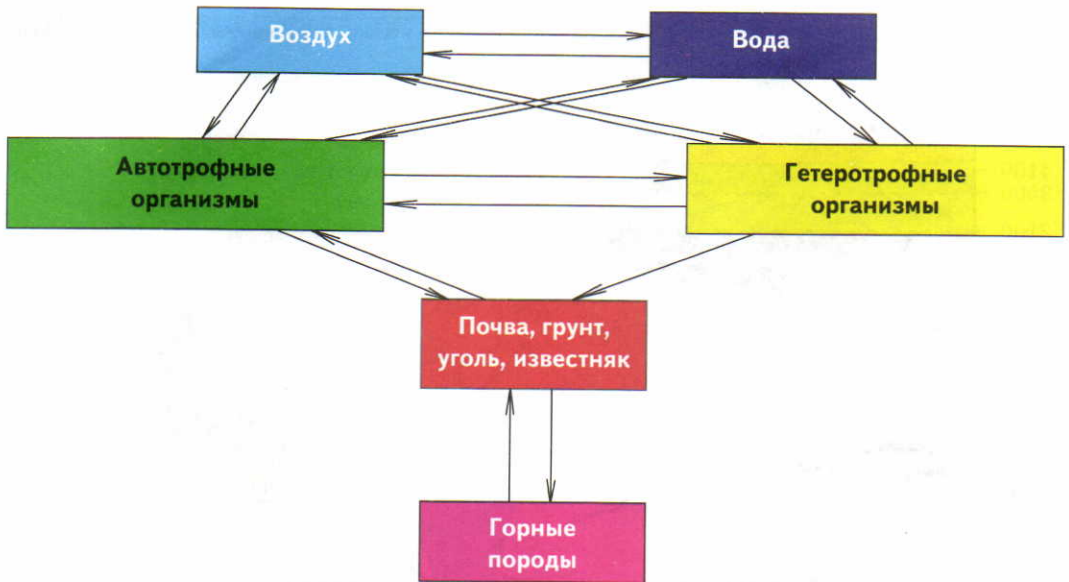 Воздух
Вода
Автотрофные
организмы
Гетеротрофные
организмы
Почва, грунт,
уголь, известняк
Горные
породы